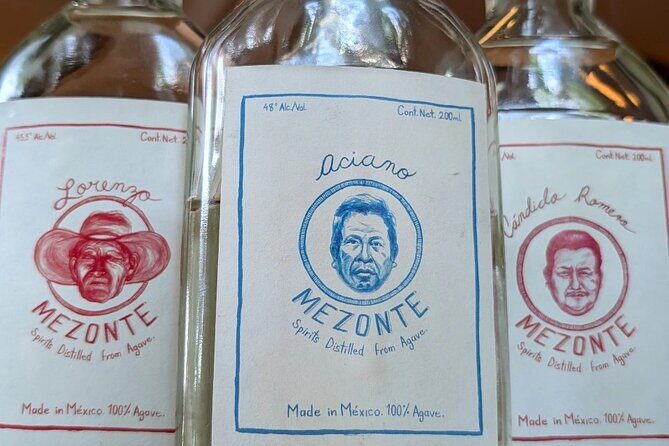 45.5° Alc./Vol. Cont. Net. 2
Lorenzo
MEZONTE
Spirits Distilled from Agave.
Made in México. 100% Agave.
48° Alc./Vol. Cont. Net. 200ml.
Aciano
MEZONTE
Spirits Distilled from Agave.
Made in México. 100% Agave.
Vol. Cont. Net. 200ml
Cándido Romero
MEZONTE
Spirits Distilled from Agave.
Made in México. 100% Agave.